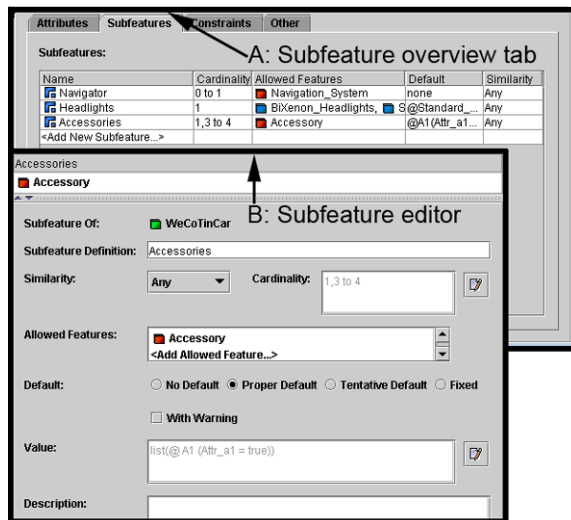 Attributes Subfeatures Constraints Other
Subfeatures:
A: Subfeature overview tab
Name Cardinality Allowed Features Default Similarity
Navigator 0 to 1 Navigation_System none Any
Headlights 1 BiXenon_Headlights, S @Standard_... Any
Accessories 1,3 to 4 Accessory @A1(Attr_a1... Any
<Add New Subfeature...>
Accessories
Accessory
B: Subfeature editor
Subfeature Of: WeCoTinCar
Subfeature Definition: Accessories
Similarity: Any Cardinality: 1,3 to 4
Allowed Features: Accessory
<Add Allowed Feature...>
Default: No Default Proper Default Tentative Default Fixed
With Warning
Value: list(@A1 (Attr_a1 = true))
Description: